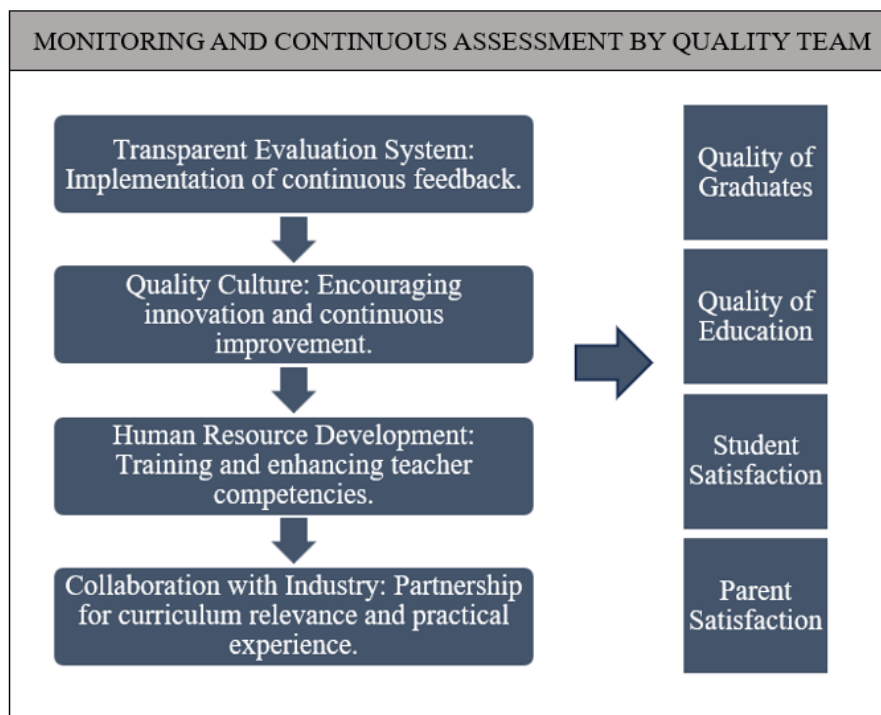 MONITORING AND CONTINUOUS ASSESSMENT BY QUALITY TEAM
Transparent Evaluation System:
Implementation of continuous feedback.
Quality Culture: Encouraging
innovation and continuous
improvement.
Human Resource Development:
Training and enhancing teacher
competencies.
Collaboration with Industry: Partnership
for curriculum relevance and practical
experience.
Quality of
Graduates
Quality of
Education
Student
Satisfaction
Parent
Satisfaction